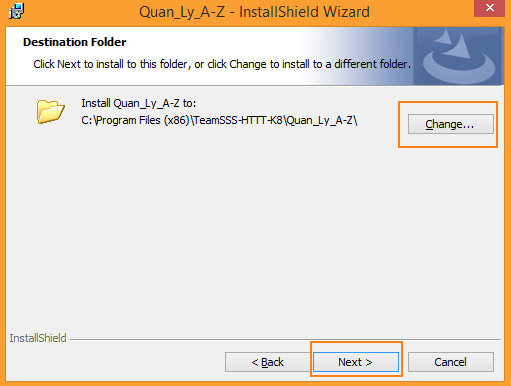 Quan_Ly_A-Z - InstallShield Wizard
Destination Folder
Click Next to install to this folder, or click Change to install to a different folder.
Install Quan_Ly_A-Z to:
C:\Program Files (x86)\TeamSSS-HTTT-K8\Quan_Ly_A-Z\
Change...
InstallShield
< Back
Next >
Cancel